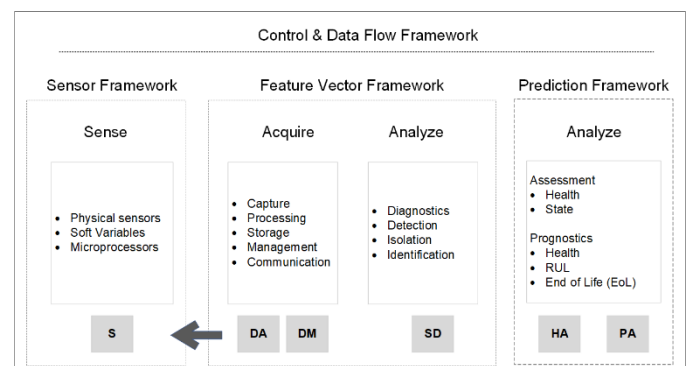 Control & Data Flow Framework
Sensor Framework
Feature Vector Framework
Prediction Framework
Sense
Acquire
Analyze
Analyze
• Physical sensors
• Soft Variables
• Microprocessors
• Capture
• Processing
• Storage
• Management
• Communication
• Diagnostics
• Detection
• Isolation
• Identification
Assessment
• Health
• State
Prognostics
• Health
• RUL
• End of Life (EoL)
S
DA
DM
SD
HA
PA